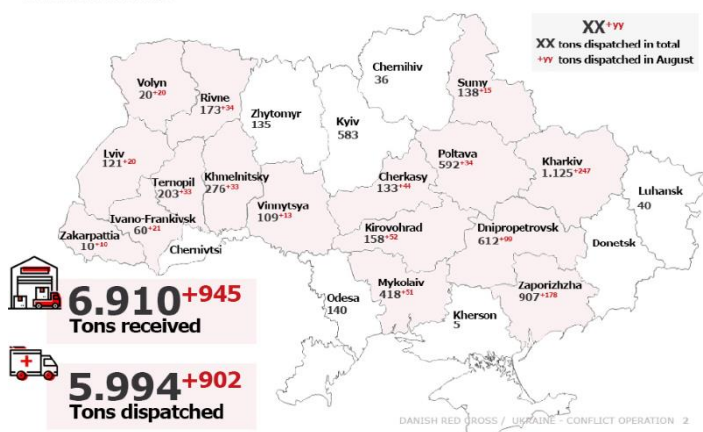 XX+yy
XX tons dispatched in total
+yy tons dispatched in August
Chernihiv
36
Volyn
20+20
Rivne
173+34
Sumy
138+15
Zhytomyr
135
Kyiv
583
Lviv
121+20
Ternopil
203+33
Khmelnitsky
276+33
Poltava
592+34
Kharkiv
1.125+247
Cherkasy
133+44
Luhansk
40
Vinnytsya
109+13
Ivano-Frankivsk
60+21
Zakarpattia
10+10
Chernivtsi
Kirovohrad
158+52
Dnipropetrovsk
612+99
Donetsk
6.910+945
Tons received
Odesa
140
Mykolaiv
418+51
Zaporizhzha
907+178
Kherson
5
5.994+902
Tons dispatched
DANISH RED CROSS / UKRAINE - CONFLICT OPERATION 2